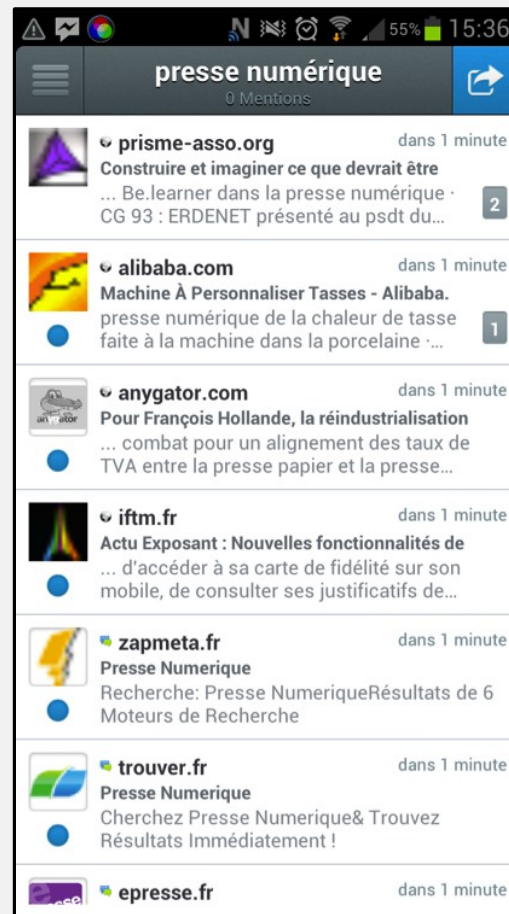 55% 15:36
presse numérique
0 Mentions
prisme-asso.org dans 1 minute
Construire et imaginer ce que devrait être
... Be.learner dans la presse numérique ·
CG 93 : ERDENET présenté au psdt du...
2
alibaba.com dans 1 minute
Machine À Personnaliser Tasses - Alibaba.
presse numérique de la chaleur de tasse
faite à la machine dans la porcelaine ·...
1
anygator.com dans 1 minute
Pour François Hollande, la réindustrialisation
... combat pour un alignement des taux de
TVA entre la presse papier et la presse...
iftm.fr dans 1 minute
Actu Exposant : Nouvelles fonctionnalités de
... d'accéder à sa carte de fidélité sur son
mobile, de consulter ses justificatifs de...
zapmeta.fr dans 1 minute
Presse Numerique
Recherche: Presse NumeriqueRésultats de 6
Moteurs de Recherche
trouver.fr dans 1 minute
Presse Numerique
Cherchez Presse Numerique& Trouvez
Résultats Immédiatement !
epresse.fr dans 1 minute